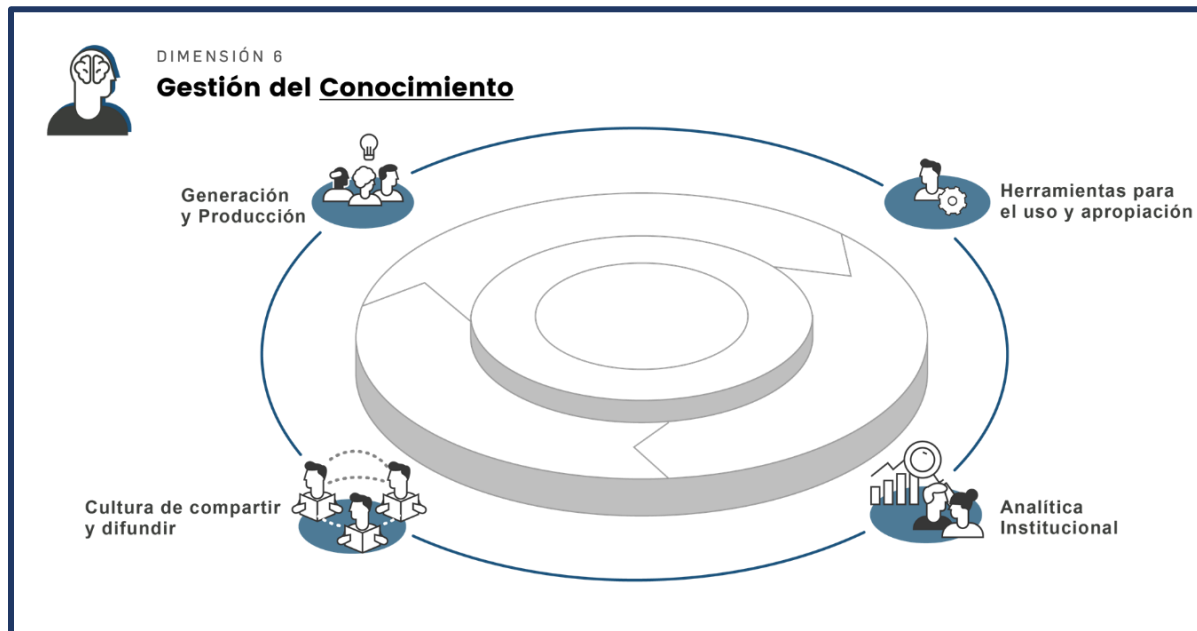 DIMENSIÓN 6
Gestión del Conocimiento
Generación
y Producción
Herramientas para
el uso y apropiación
Cultura de compartir
y difundir
Analítica
Institucional